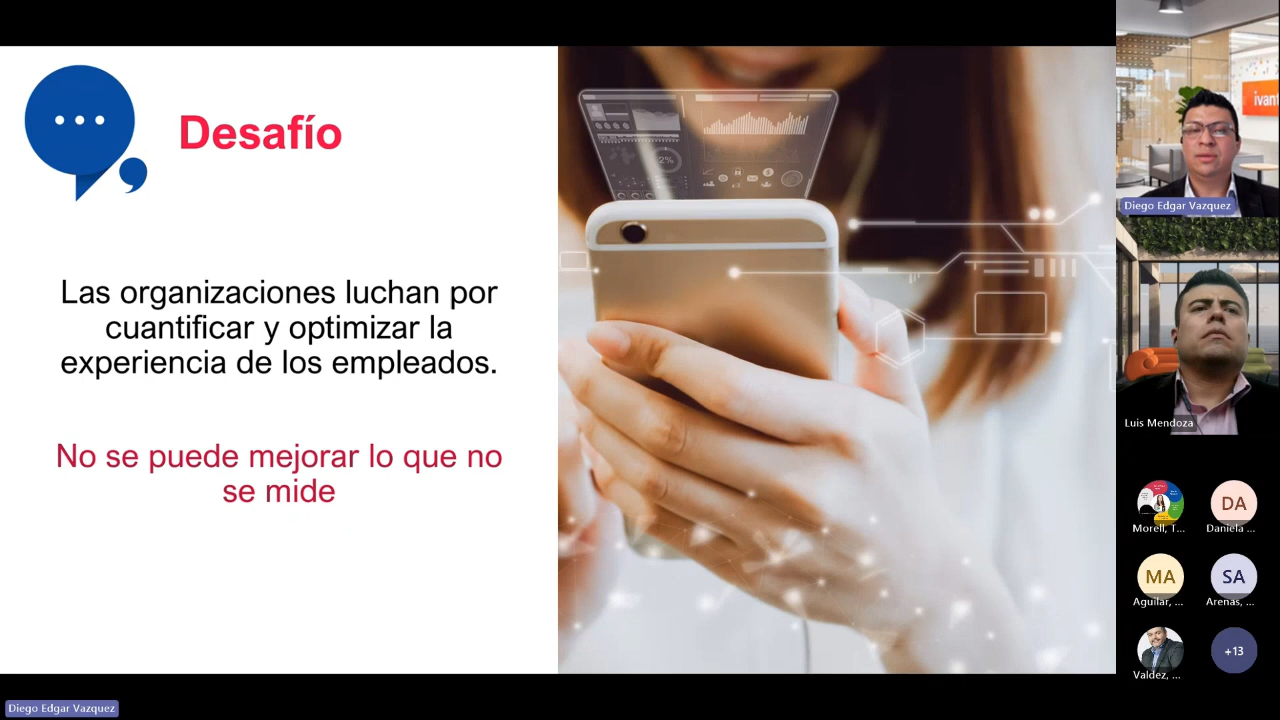 Desafío
Las organizaciones luchan por
cuantificar y optimizar la
experiencia de los empleados.
No se puede mejorar lo que no
se mide
2%
ivant
Diego Edgar Vazquez
Luis Mendoza
Morell, T...
DA
Daniela ...
MA
Aguilar, ...
SA
Arenas, ...
Valdez, ...
+13
Diego Edgar Vazquez